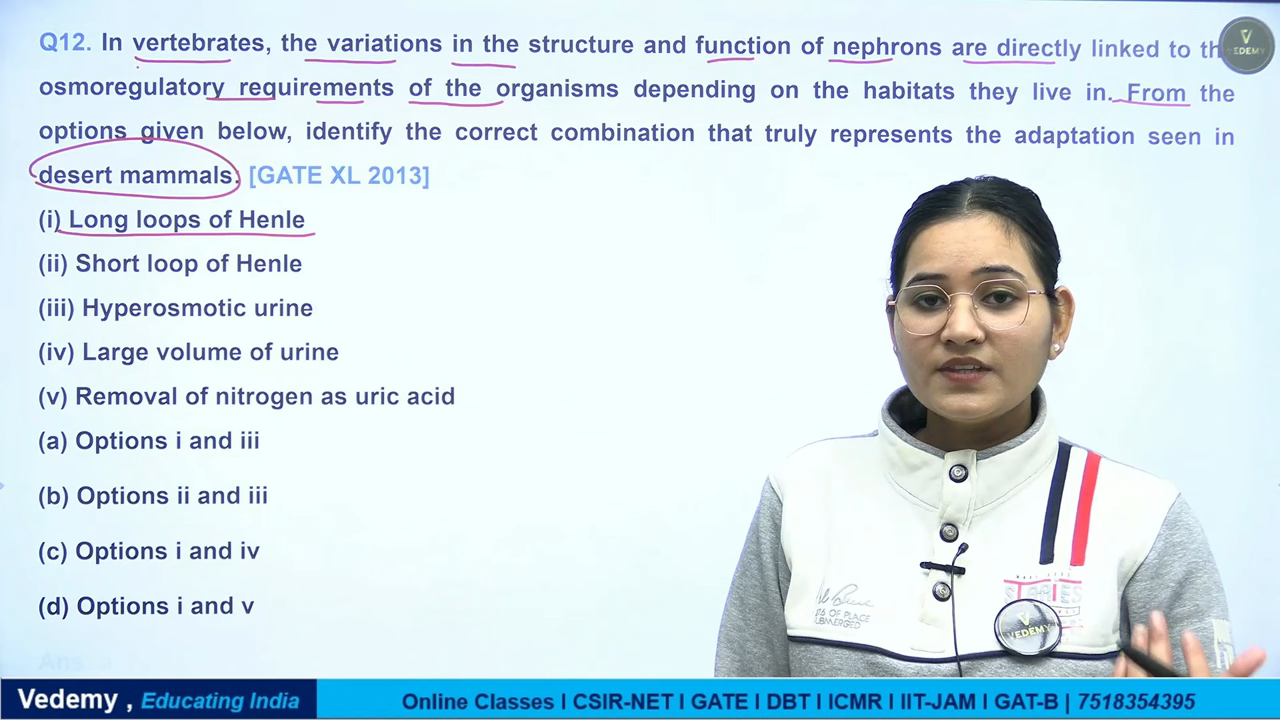 Q12. In vertebrates, the variations in the structure and function of nephrons are directly linked to th
osmoregulatory requirements of the organisms depending on the habitats they live in. From the
options given below, identify the correct combination that truly represents the adaptation seen in
desert mammals. [GATE XL 2013]
(i) Long loops of Henle
(ii) Short loop of Henle
(iii) Hyperosmotic urine
(iv) Large volume of urine
(v) Removal of nitrogen as uric acid
(a) Options i and iii
(b) Options ii and iii
(c) Options i and iv
(d) Options i and v
VEDEMY
OF PLACE
VEDEMY
Vedemy , Educating India
Online Classes I CSIR-NET I GATE I DBT I ICMR I IIT-JAM I GAT-B | 7518354395